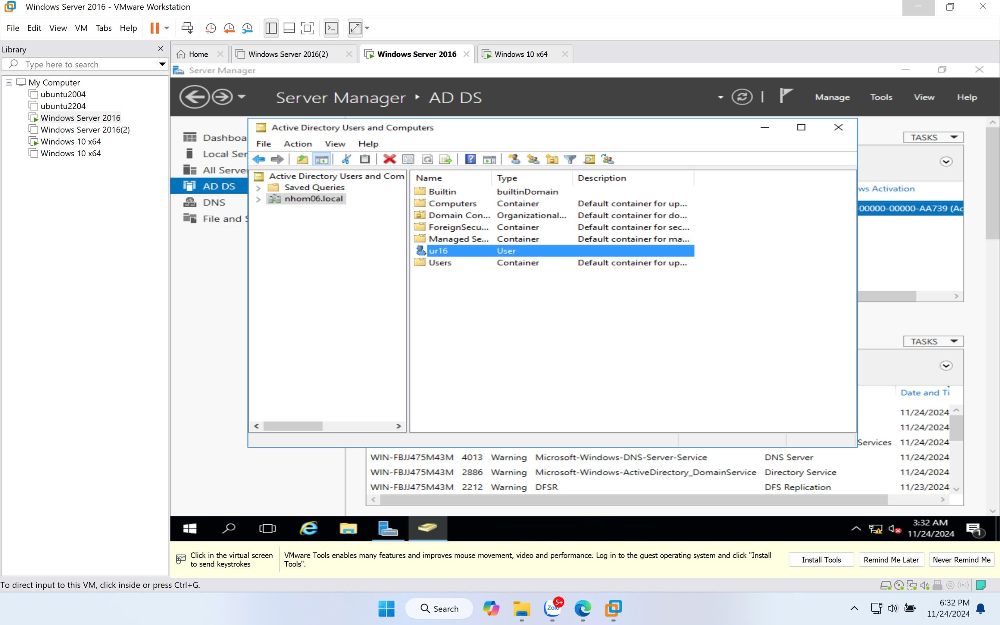 Windows Server 2016 - VMware Workstation
File Edit View VM Tabs Help
Library
Type here to search
My Computer
ubuntu2004
ubuntu2204
Windows Server 2016
Windows Server 2016(2)
Windows 10 x64
Windows 10 x64
Home
Windows Server 2016(2)
Windows Server 2016
Windows 10 x64
Server Manager
Server Manager ‣ AD DS
Manage Tools View Help
Dashboa
Local Ser
All Serve
AD DS
DNS
File and S
Active Directory Users and Computers
File Action View Help
Active Directory Users and Com
Saved Queries
nhom06.local
Name Type Description
Builtin builtinDomain
Computers Container Default container for up...
Domain Con... Organizational... Default container for do...
ForeignSecu... Container Default container for sec...
Managed Se... Container Default container for ma...
ur16 User
Users Container Default container for up...
TASKS
ws Activation
-00000-00000-AA739 (Ac
TASKS
Date and Ti
11/24/2024
11/24/2024
Services 11/24/2024
WIN-FBJJ475M43M 4013 Warning Microsoft-Windows-DNS-Server-Service DNS Server 11/24/2024
WIN-FBJJ475M43M 2886 Warning Microsoft-Windows-ActiveDirectory_DomainService Directory Service 11/24/2024
WIN-FBJJ475M43M 2212 Warning DFSR DFS Replication 11/23/2024
3:32 AM
11/24/2024
1
Click in the virtual screen
to send keystrokes
VMware Tools enables many features and improves mouse movement, video and performance. Log in to the guest operating system and click "Install
Tools".
Install Tools
Remind Me Later
Never Remind Me
To direct input to this VM, click inside or press Ctrl+G.
Search
Zalo
5+
6:32 PM
11/24/2024